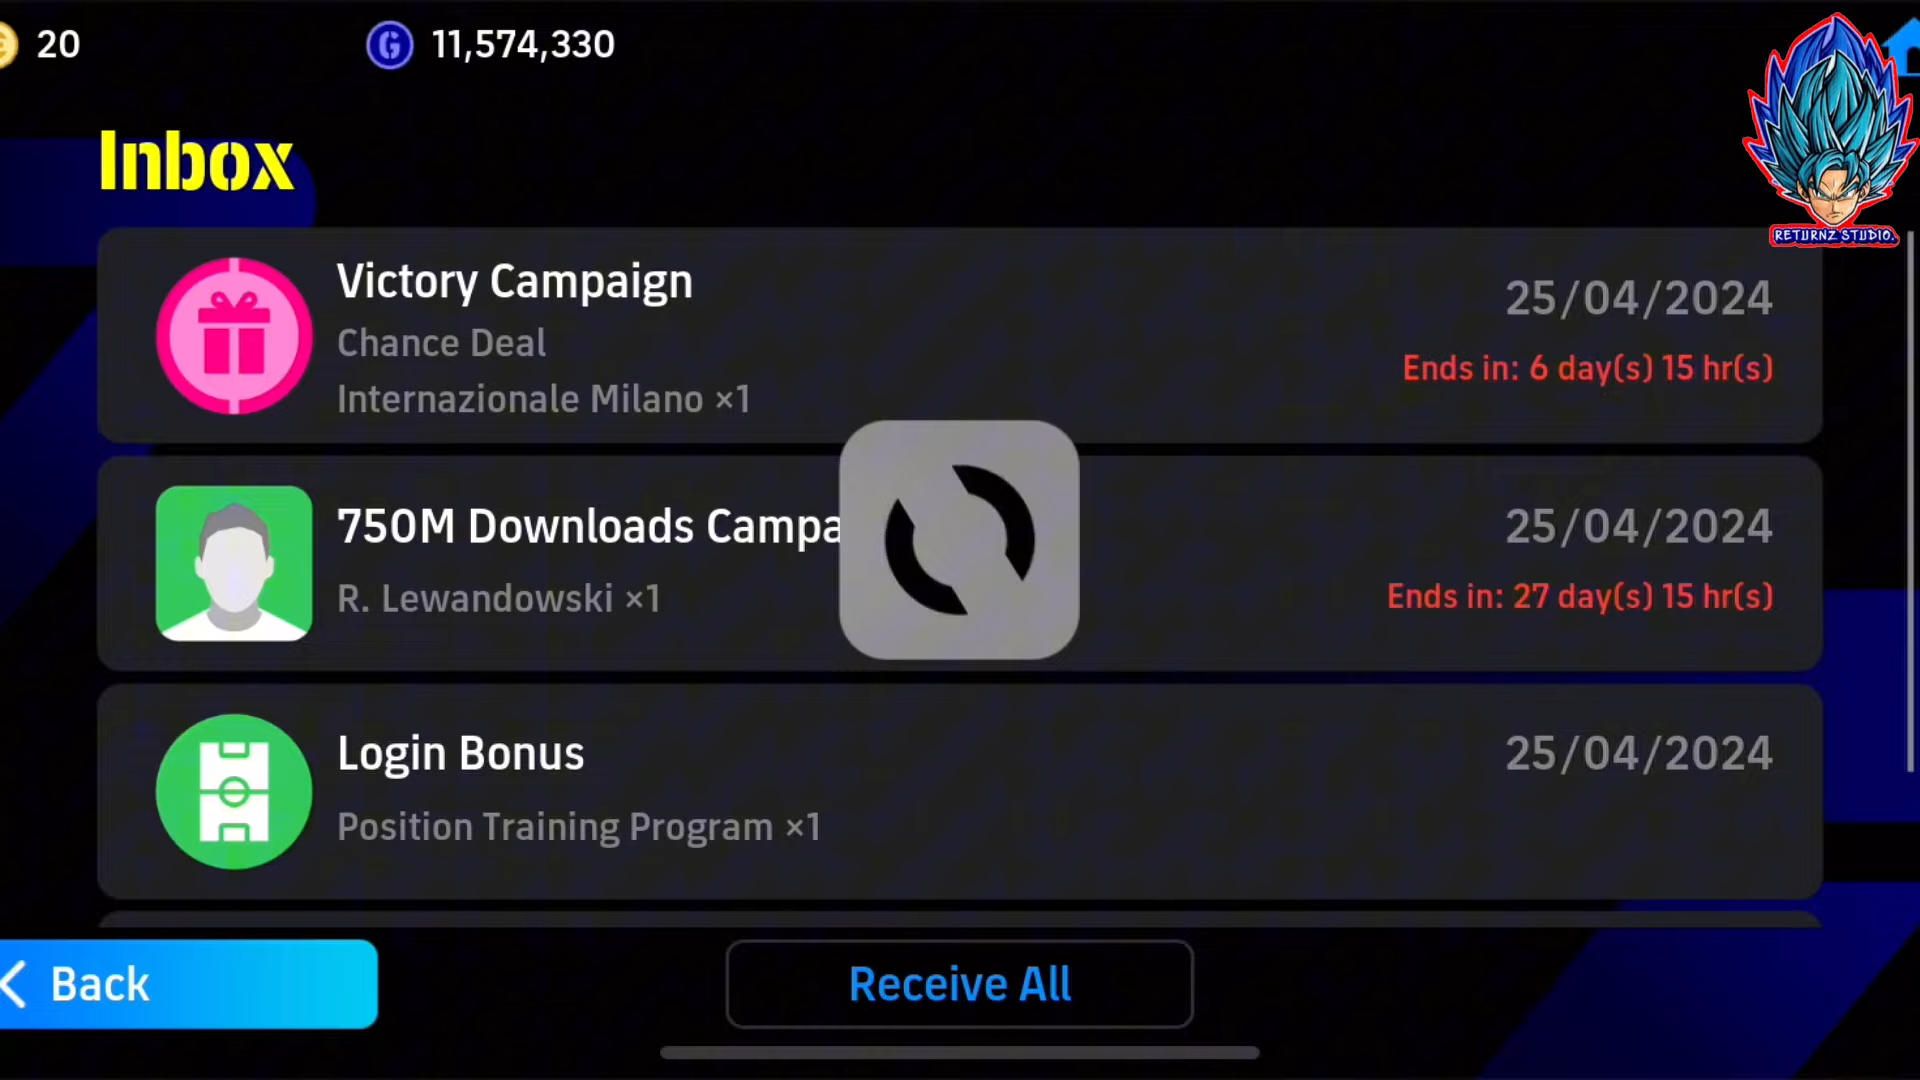 20
11,574,330
RETURNZ STUDIO.
Inbox
Victory Campaign
Chance Deal
Internazionale Milano ×1
25/04/2024
Ends in: 6 day(s) 15 hr(s)
750M Downloads Campa
R. Lewandowski ×1
25/04/2024
Ends in: 27 day(s) 15 hr(s)
Login Bonus
Position Training Program ×1
25/04/2024
Back
Receive All